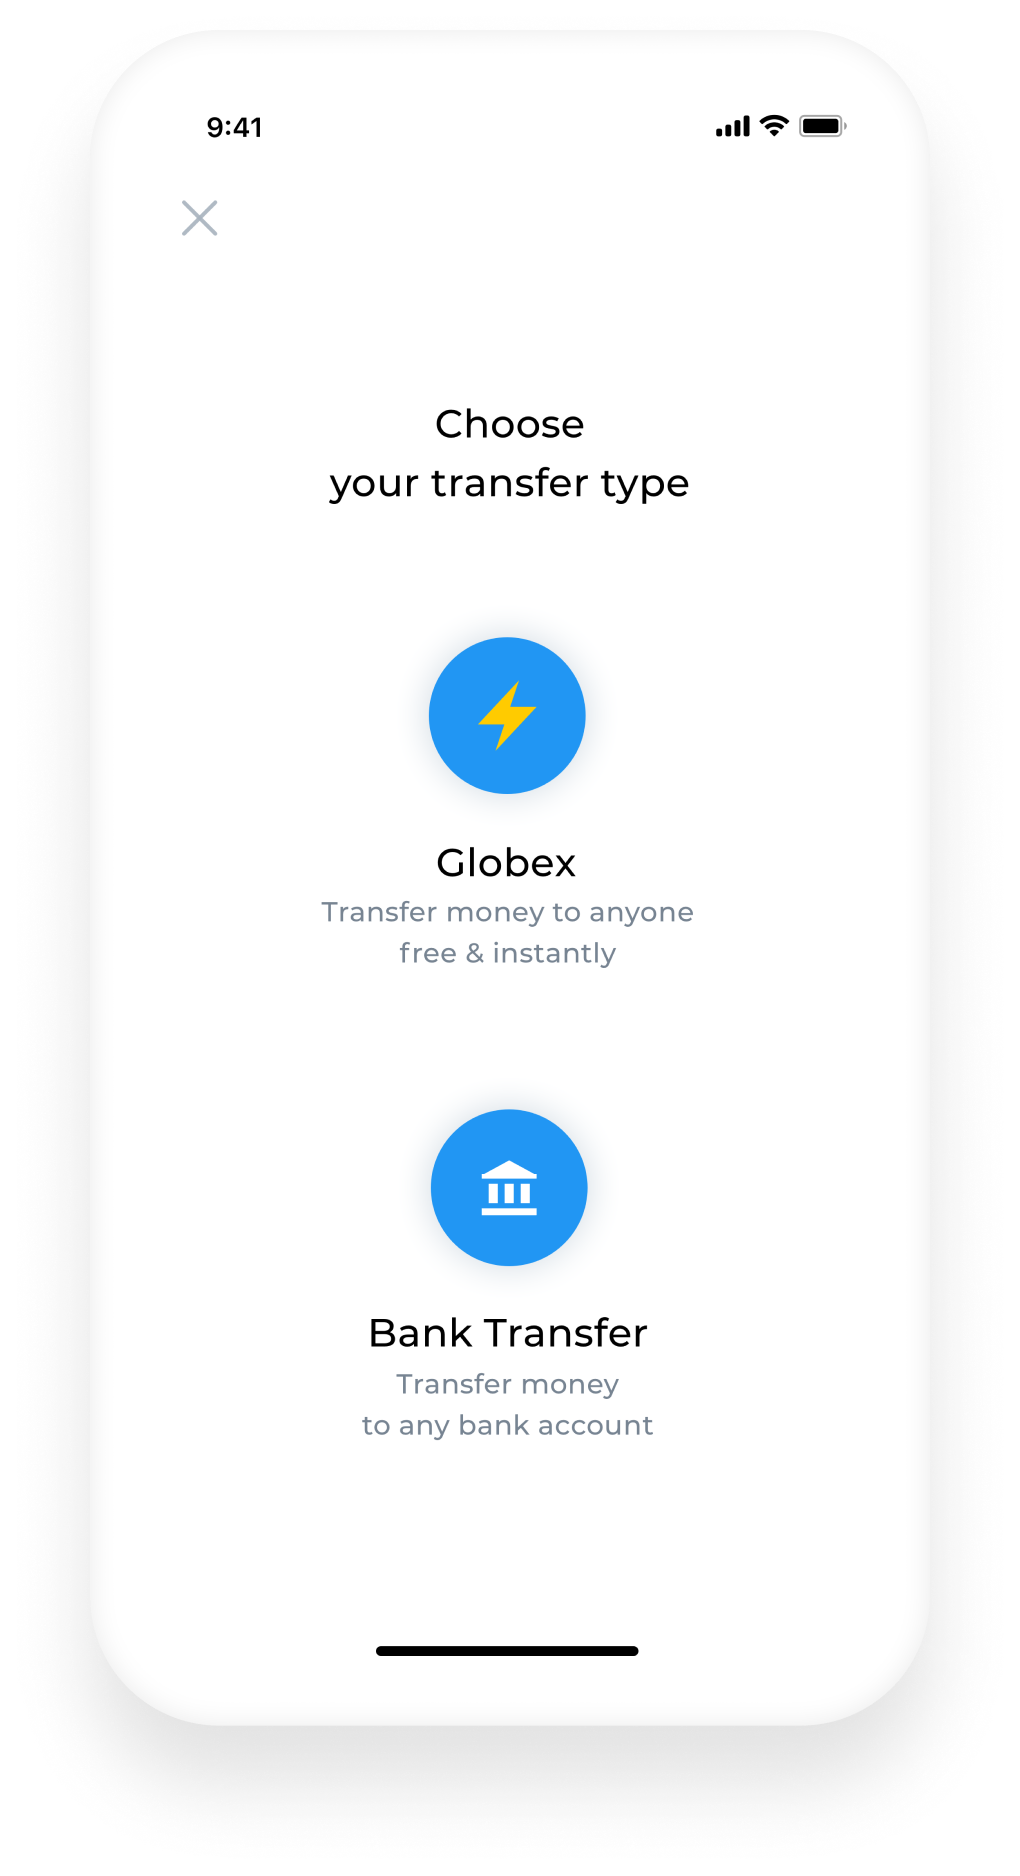 9:41
Choose
your transfer type
Globex
Transfer money to anyone
free & instantly
Bank Transfer
Transfer money
to any bank account